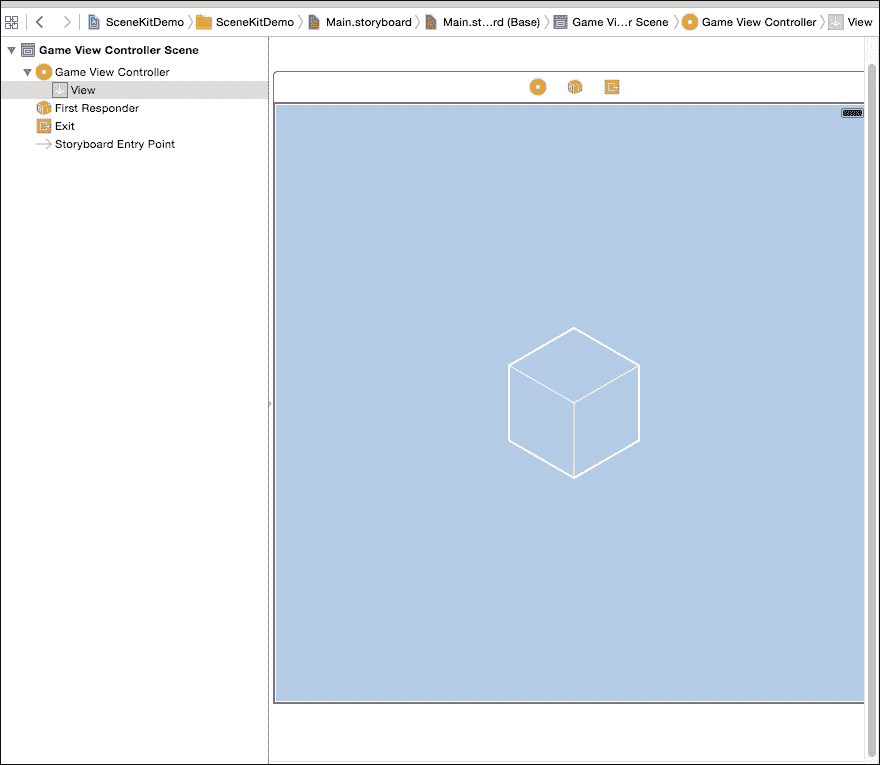 SceneKitDemo SceneKitDemo Main.storyboard Main.st...rd (Base) Game Vi...r Scene Game View Controller View
Game View Controller Scene
Game View Controller
View
First Responder
Exit
Storyboard Entry Point